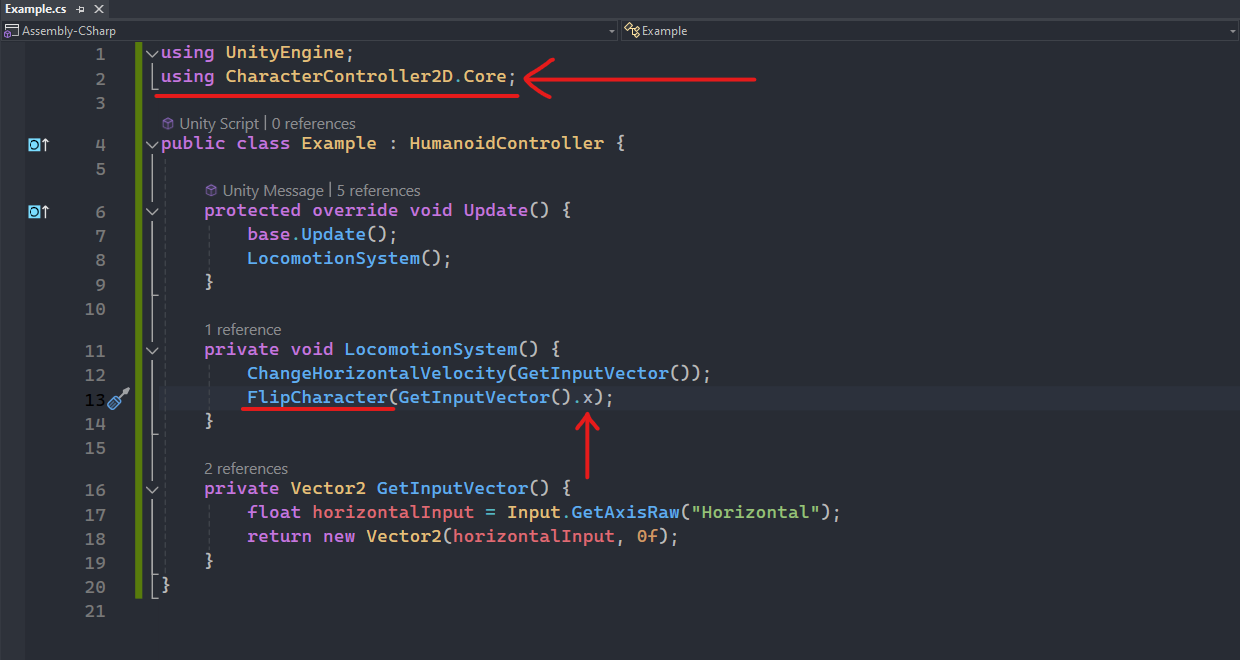 Example.cs
Assembly-CSharp Example
1 using UnityEngine;
2 using CharacterController2D.Core;
3
Unity Script | 0 references
4 public class Example : HumanoidController {
5
Unity Message | 5 references
6 protected override void Update() {
7 base.Update();
8 LocomotionSystem();
9 }
10
1 reference
11 private void LocomotionSystem() {
12 ChangeHorizontalVelocity(GetInputVector());
13 FlipCharacter(GetInputVector().x);
14 }
15
2 references
16 private Vector2 GetInputVector() {
17 float horizontalInput = Input.GetAxisRaw("Horizontal");
18 return new Vector2(horizontalInput, 0f);
19 }
20 }
21